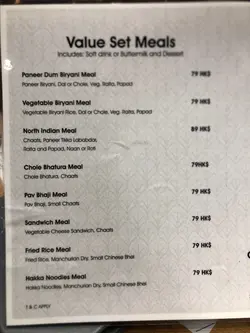 Value Set Meals
Includes: Soft drink or Buttermilk and Dessert
Paneer Dum Biryani Meal 79 HK$
Paneer Biryani, Dal or Chole, Veg. Raita, Papad
Vegetable Biryani Meal 79 HK$
Vegetable Biryani Rice, Dal or Chole, Veg. Raita, Papad
North Indian Meal 89 HK$
Chaats, Paneer Tikka Lababdar,
Raita and Papad, Naan or Roti
Chole Bhatura Meal 79HK$
Chole Bhatura, Chaats
Pav Bhaji Meal 79 HK$
Pav Bhaji, Small Chaats
Sandwich Meal 79 HK$
Vegetable Cheese Sandwich, Chaats
Fried Rice Meal 79 HK$
Fried Rice, Manchurian Dry, Small Chinese Bhel
Hakka Noodles Meal 79 HK$
Hakka Noodles, Manchurian Dry, Small Chinese Bhel
T & C Apply